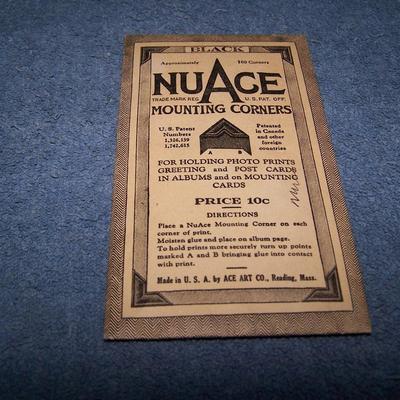 BLACK
Approximately 100 Corners
NUACE
TRADE MARK REG. U.S. PAT. OFF.
MOUNTING CORNERS
U. S. Patent Patented
Numbers in Canada
1,326,139 and other
1,742,615 foreign
countries
A B
FOR HOLDING PHOTO PRINTS
GREETING and POST CARDS
IN ALBUMS and on MOUNTING
CARDS
PRICE 10c
DIRECTIONS
Place a NuAce Mounting Corner on each
corner of print.
Moisten glue and place on album page.
To hold prints more securely turn up points
marked A and B bringing glue into contact
with print.
Made in U. S. A. by ACE ART CO., Reading, Mass.